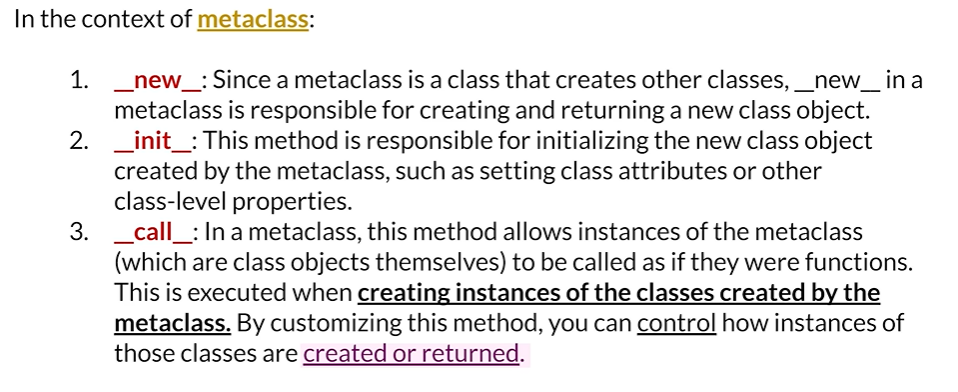 In the context of metaclass:
1. __new__: Since a metaclass is a class that creates other classes, __new__ in a
metaclass is responsible for creating and returning a new class object.
2. __init__: This method is responsible for initializing the new class object
created by the metaclass, such as setting class attributes or other
class-level properties.
3. __call__: In a metaclass, this method allows instances of the metaclass
(which are class objects themselves) to be called as if they were functions.
This is executed when creating instances of the classes created by the
metaclass. By customizing this method, you can control how instances of
those classes are created or returned.